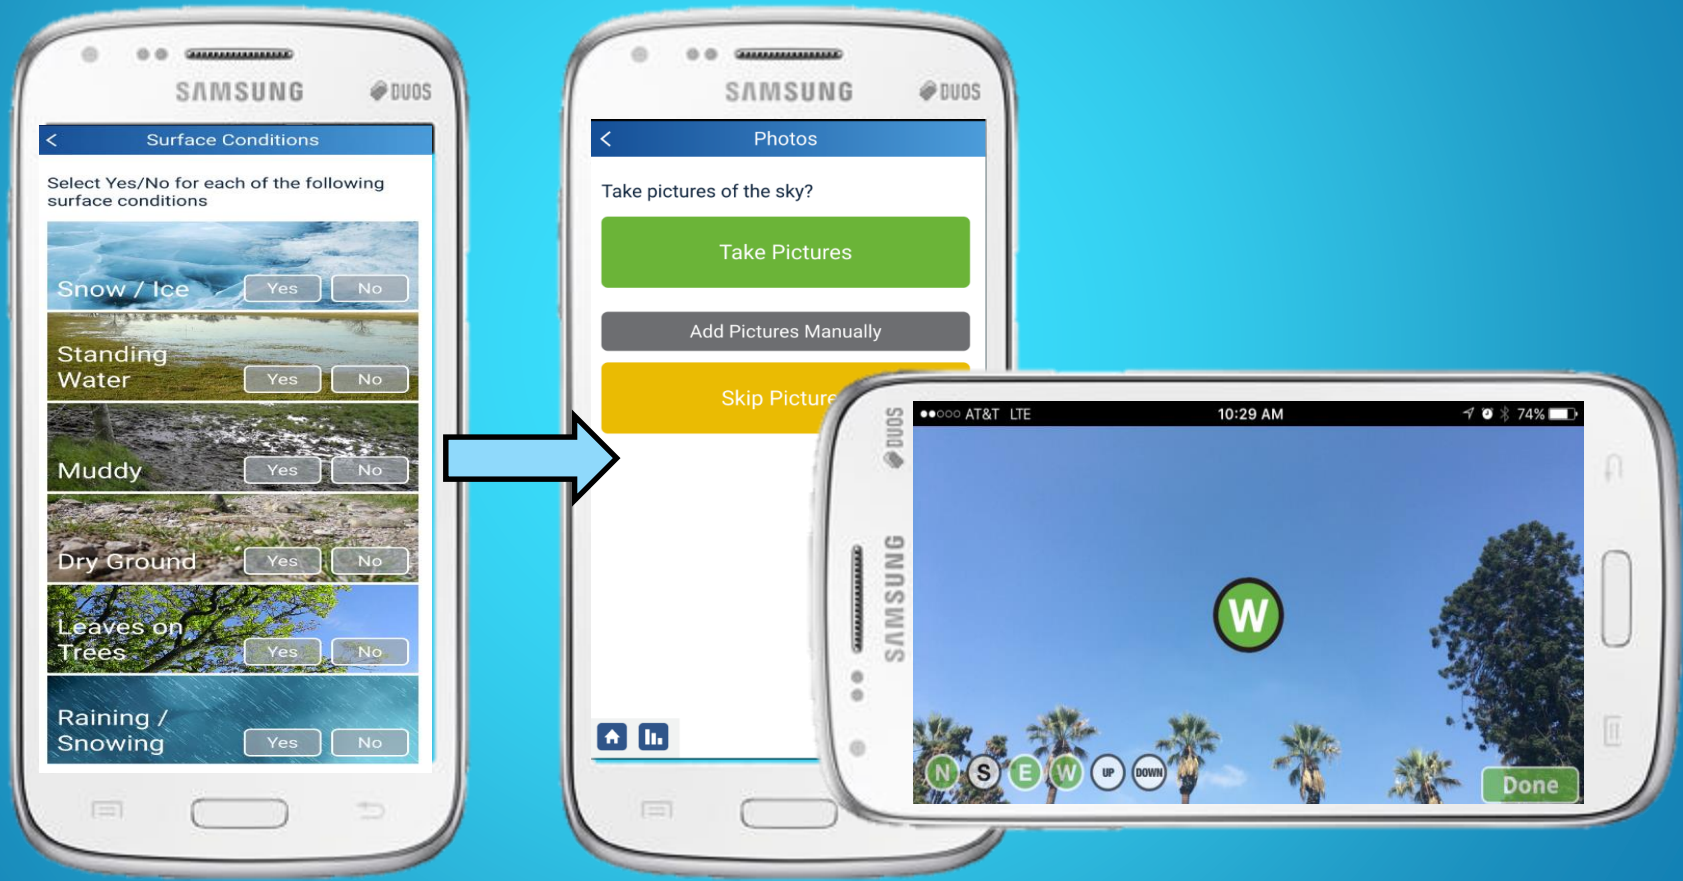 SAMSUNG
DUOS
<
Surface Conditions
Select Yes/No for each of the following
surface conditions
Snow / Ice
Yes
No
Standing
Water
Yes
No
Muddy
Yes
No
Dry Ground
Yes
No
Leaves on
Trees
Yes
No
Raining /
Snowing
Yes
No
SAMSUNG
DUOS
<
Photos
Take pictures of the sky?
Take Pictures
Add Pictures Manually
Skip Picture
SAMSUNG
DUOS
AT&T LTE
10:29 AM
74%
W
N
S
E
W
UP
DOWN
Done